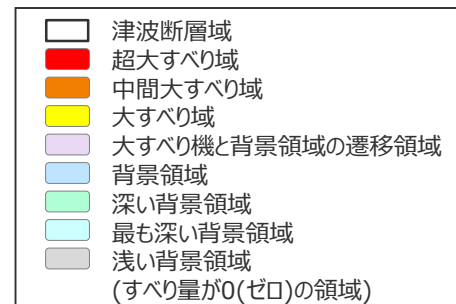 津波断層域
超大すべり域
中間大すべり域
大すべり域
大すべり機と背景領域の遷移領域
背景領域
深い背景領域
最も深い背景領域
浅い背景領域
(すべり量が0(ゼロ)の領域)